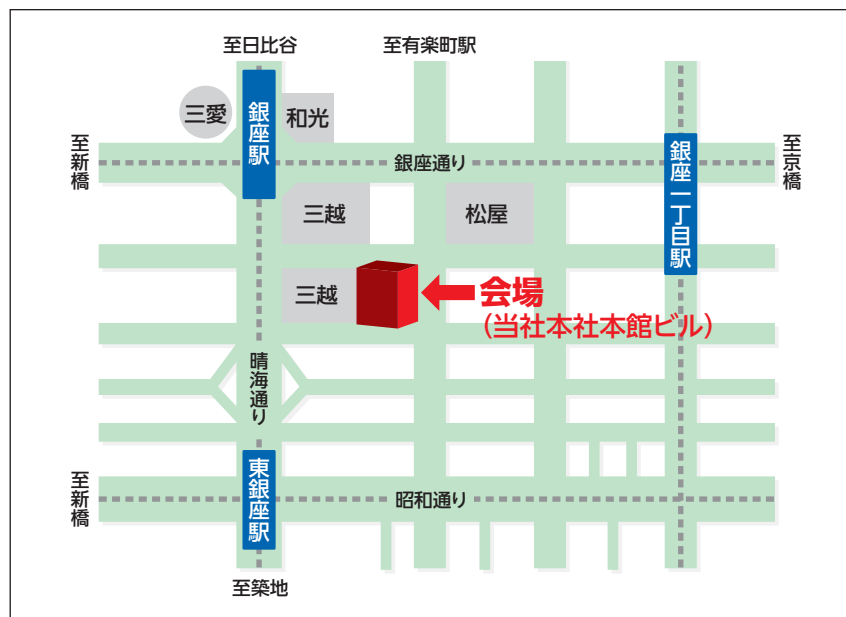 至日比谷
至有楽町駅
三愛
銀座駅
和光
至新橋
銀座通り
銀座一丁目駅
至京橋
三越
松屋
三越
会場
(当社本社本館ビル)
晴海通り
東銀座駅
至新橋
昭和通り
至築地